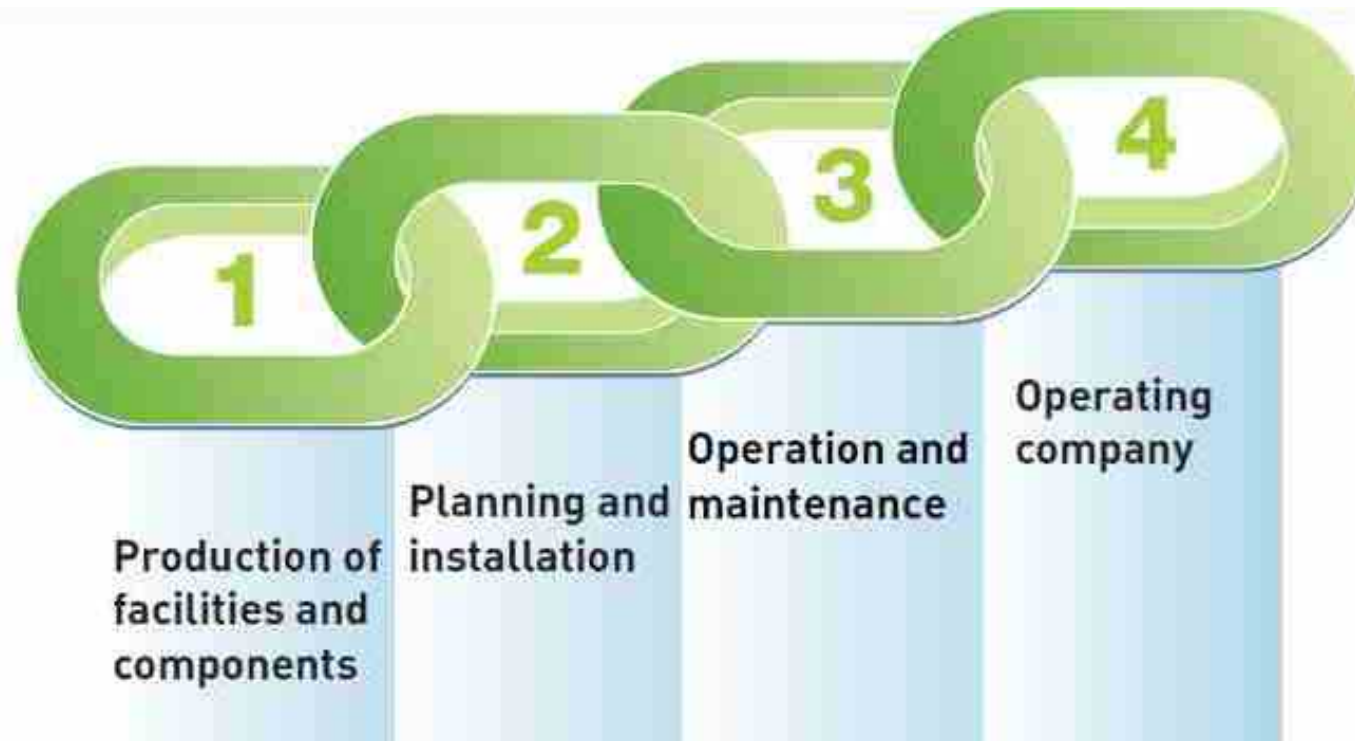 1
2
3
4
Production of
facilities and
components
Planning and
installation
Operation and
maintenance
Operating
company